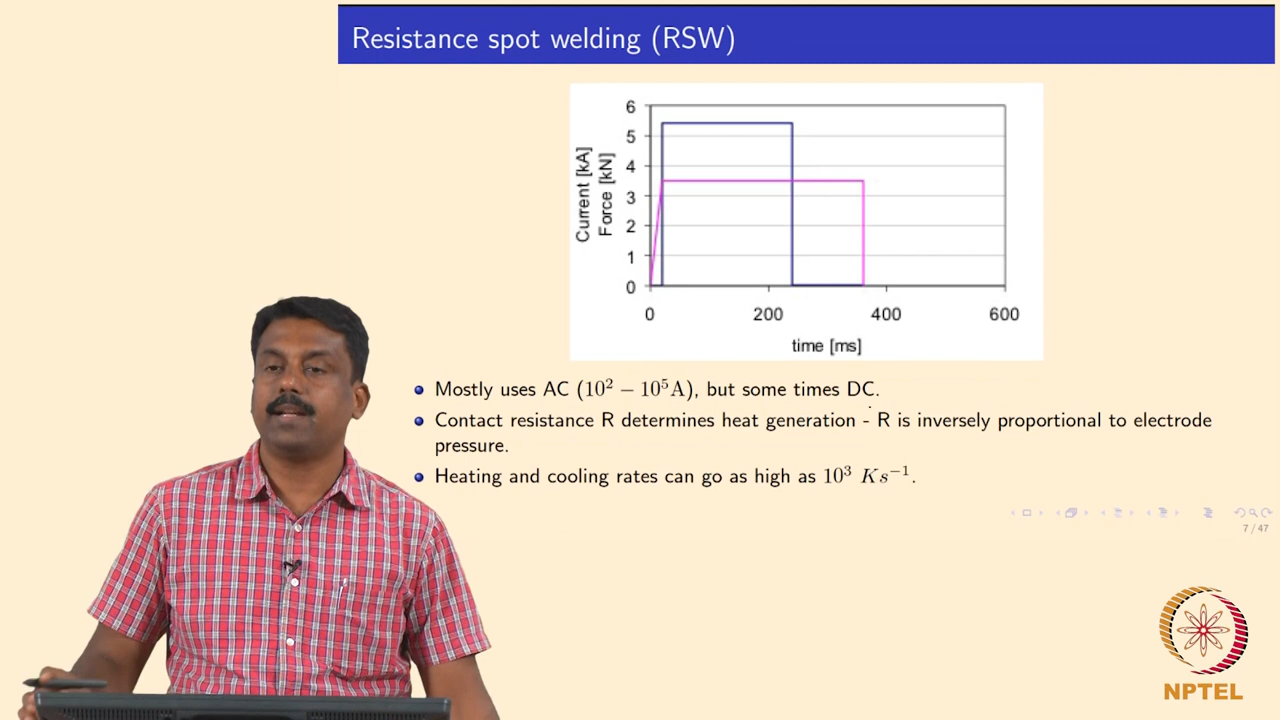 Resistance spot welding (RSW)
6
5
4
3
2
1
0
Current [kA]
Force [kN]
0 200 400 600
time [ms]
Mostly uses AC (10² − 10⁵A), but some times DC.
Contact resistance R determines heat generation - R is inversely proportional to electrode
pressure.
Heating and cooling rates can go as high as 10³ Ks⁻¹.
7 / 47
NPTEL